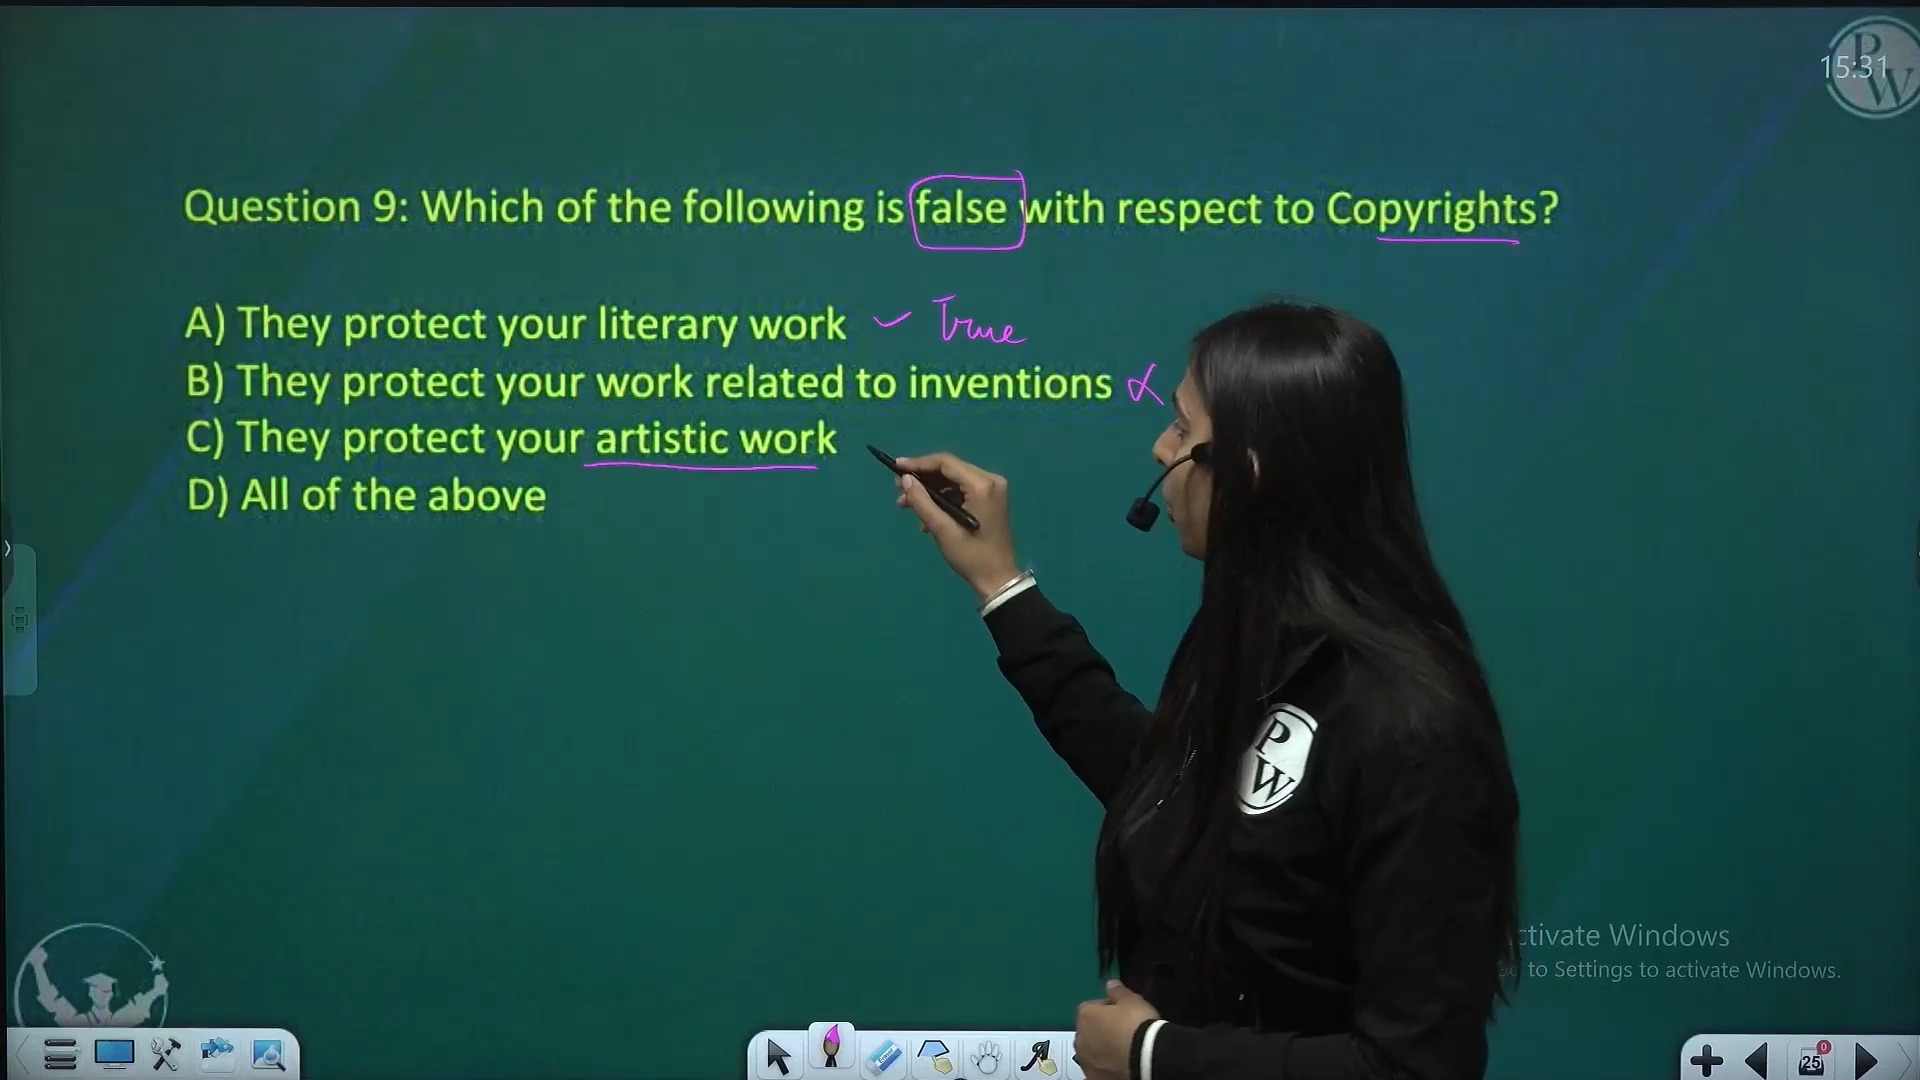 P
W
15:31
Question 9: Which of the following is false with respect to Copyrights?
A) They protect your literary work ✓ True
B) They protect your work related to inventions
C) They protect your artistic work
D) All of the above
P
W
ctivate Windows
to Settings to activate Windows.
0
25